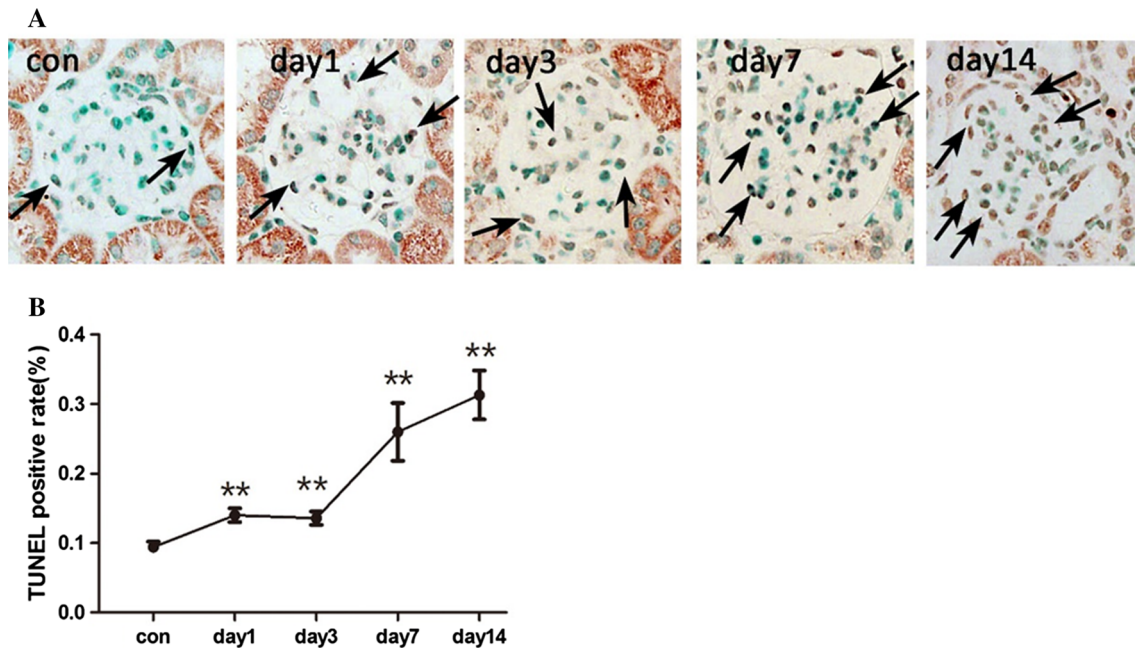 A
con day1 day3 day7 day14
B
TUNEL positive rate(%)
0.4
0.3
0.2
0.1
0.0
**
**
**
**
con day1 day3 day7 day14